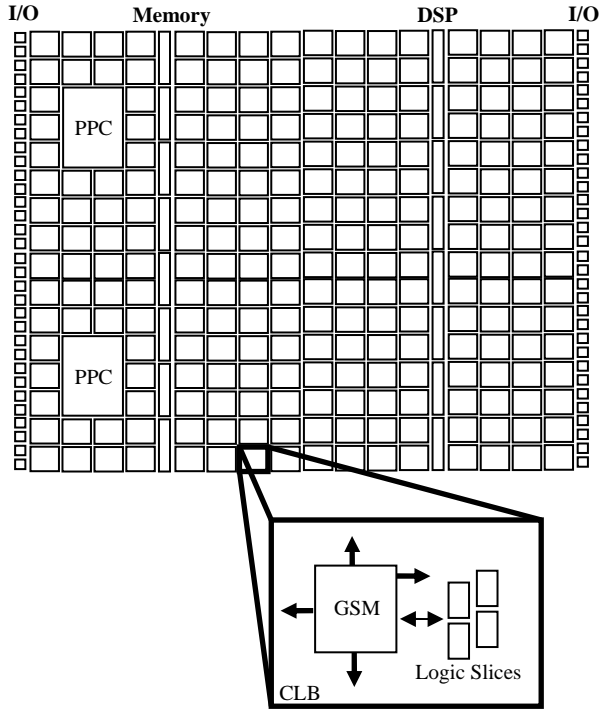 I/O Memory DSP I/O
PPC
PPC
GSM
Logic Slices
CLB